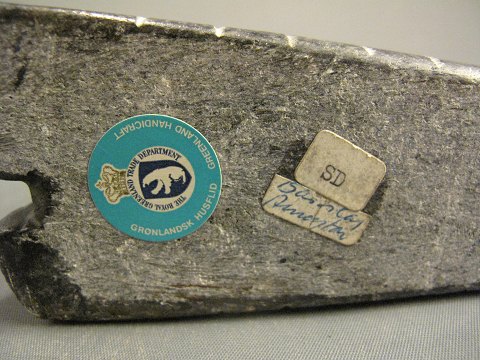 GREENLAND HANDICRAFT
THE ROYAL GREENLAND TRADE DEPARTMENT
GRONLANDSK HUSFLID
SD